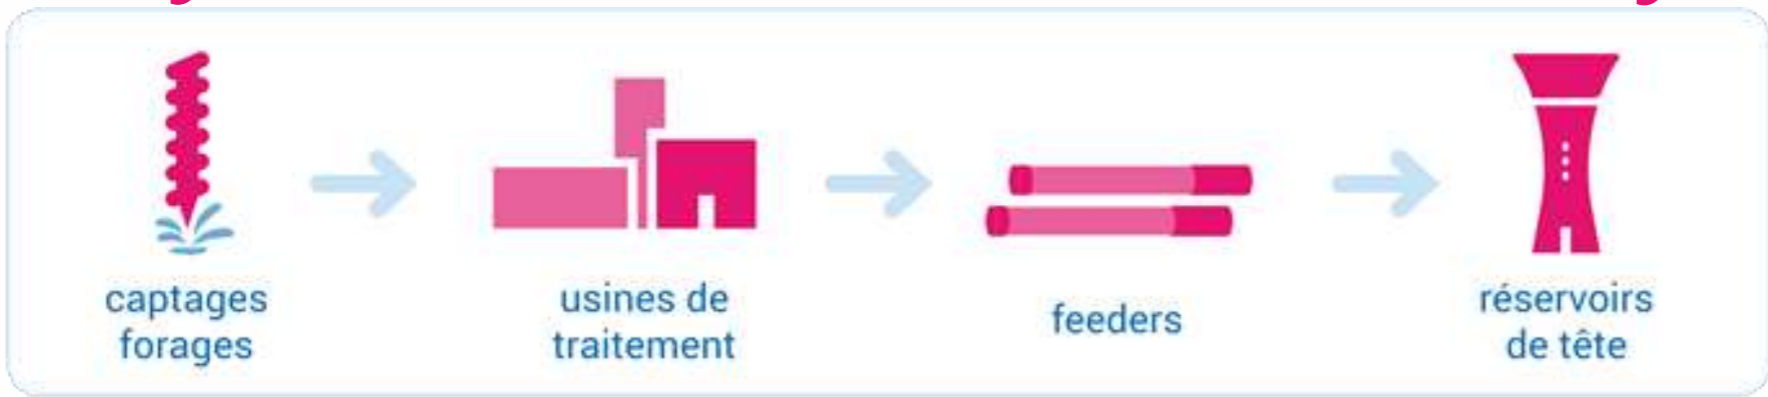 captages
forages
usines de
traitement
feeders
réservoirs
de tête